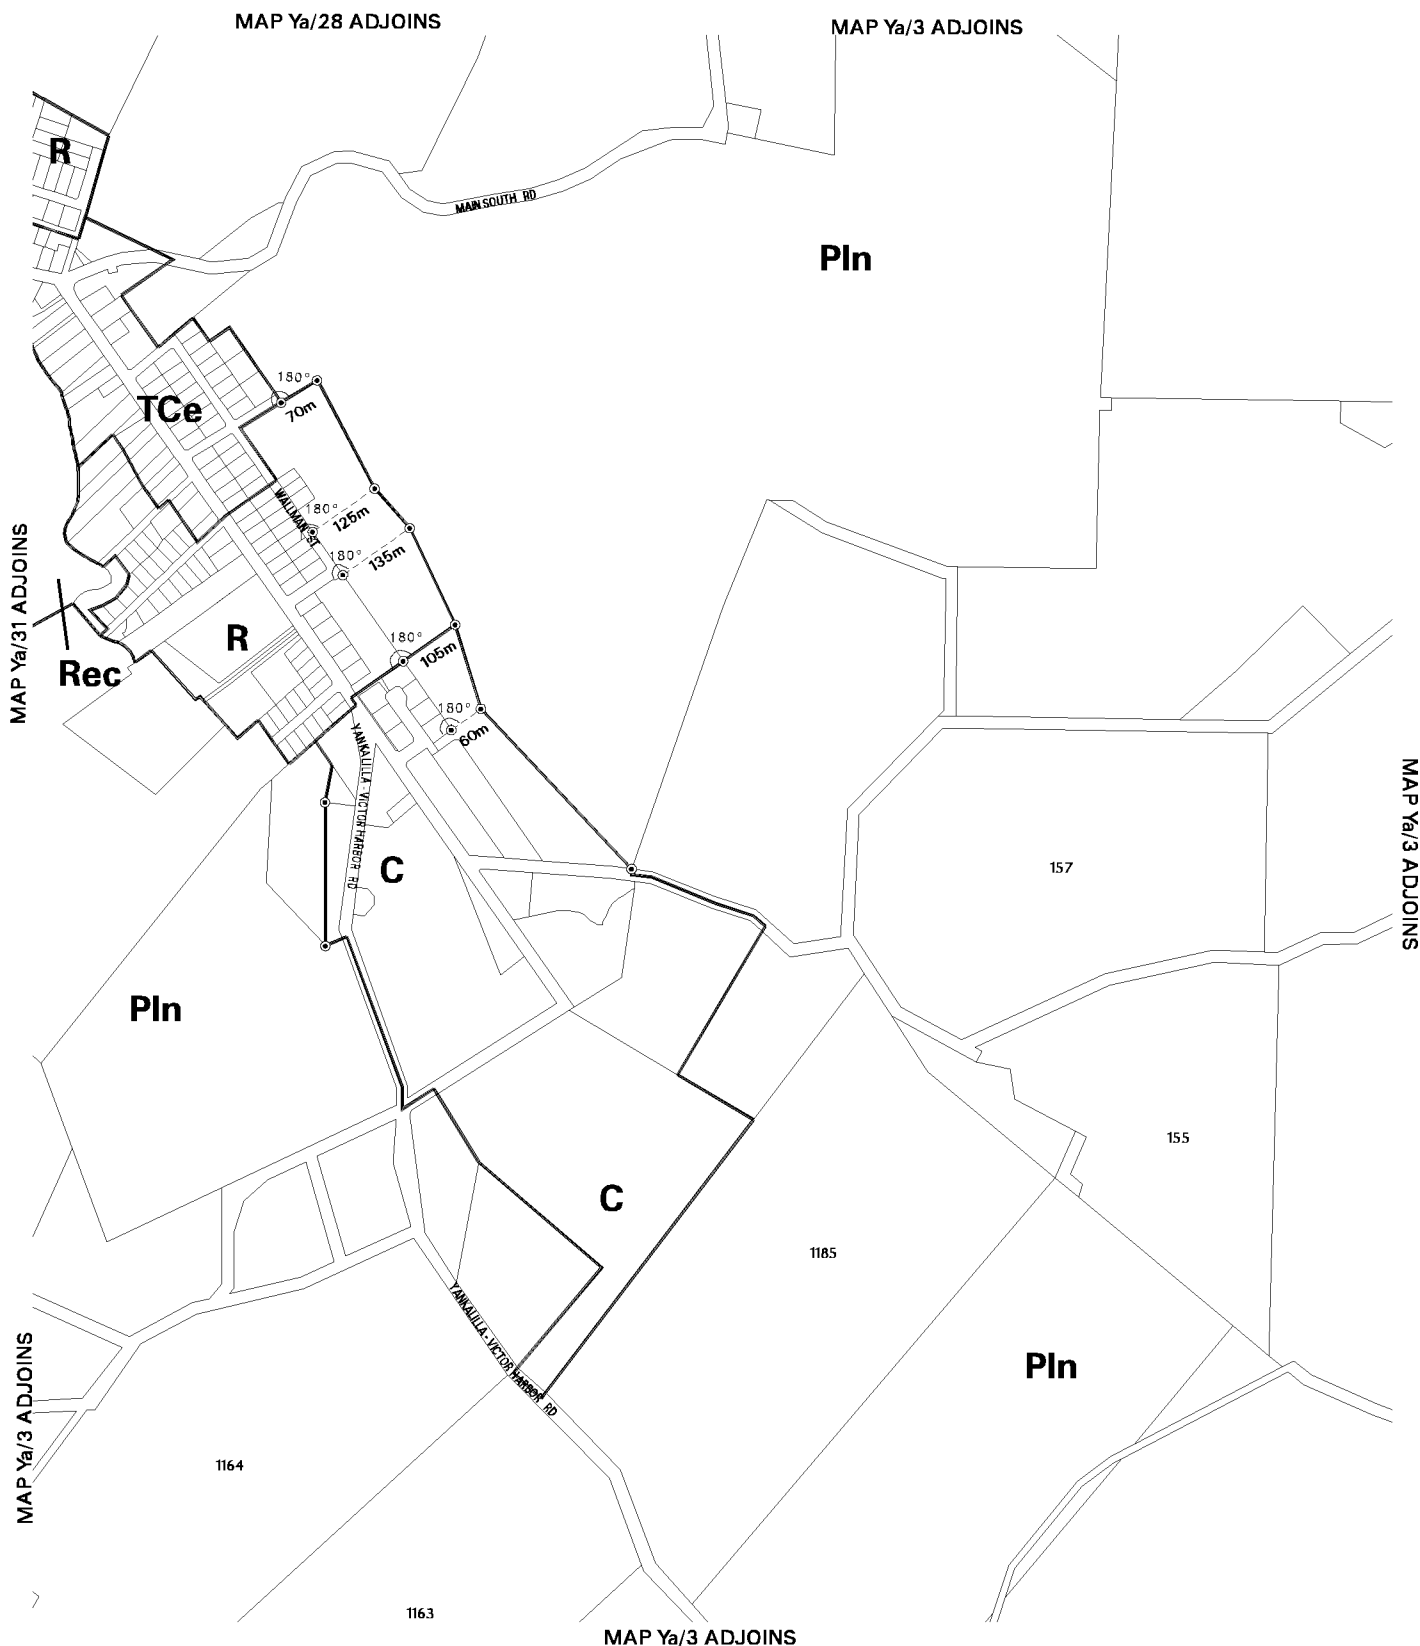 MAP Ya/28 ADJOINS
MAP Ya/3 ADJOINS
R
MAIN SOUTH RD
Pln
180°
70m
TCe
WALLMAN ST
180°
125m
180°
135m
MAP Ya/31 ADJOINS
R
180°
105m
Rec
180°
60m
YANKALILLA - VICTOR HARBOR RD
MAP Ya/3 ADJOINS
C
157
Pln
155
C
1185
YANKALILLA - VICTOR HARBOR RD
Pln
MAP Ya/3 ADJOINS
1164
1163
MAP Ya/3 ADJOINS